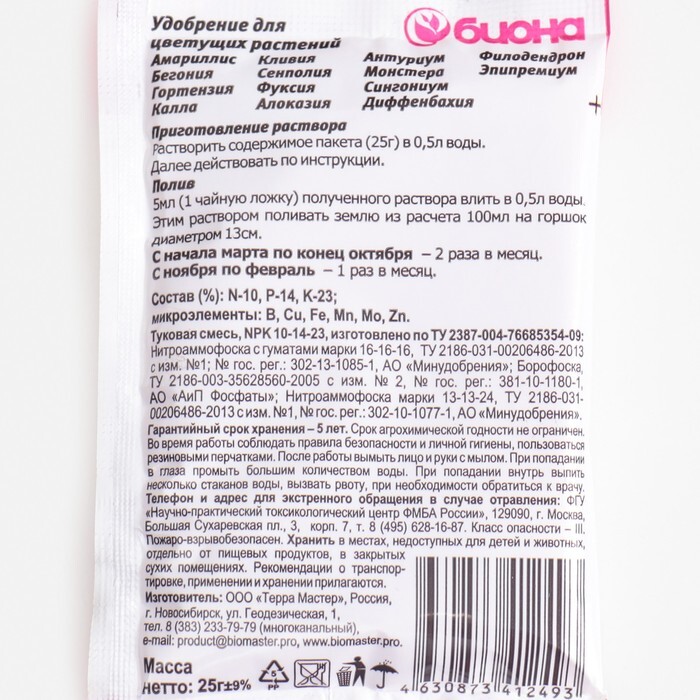 Удобрение для
цветущих растений
биона
Амариллис Кливия Антуриум Филодендрон
Бегония Сенполия Монстера Эпипремиум
Гортензия Фуксия Сингониум
Калла Алоказия Диффенбахия
Приготовление раствора
Растворить содержимое пакета (25г) в 0,5л воды.
Далее действовать по инструкции.
Полив
5мл (1 чайную ложку) полученного раствора влить в 0,5л воды.
Этим раствором поливать землю из расчета 100мл на горшок
диаметром 13см.
С начала марта по конец октября – 2 раза в месяц.
С ноября по февраль – 1 раз в месяц.
Состав (%): N-10, P-14, K-23;
микроэлементы: B, Cu, Fe, Mn, Mo, Zn.
Туковая смесь, NPK 10-14-23, изготовлено по ТУ 2387-004-76685354-09:
Нитроаммофоска с гуматами марки 16-16-16, ТУ 2186-031-00206486-2013
с изм. №1; № гос. рег.: 302-13-1085-1, АО «Минудобрения»; Борофоска,
ТУ 2186-003-35628560-2005 с изм. № 2, № гос. рег.: 381-10-1180-1,
АО «АиП Фосфаты»; Нитроаммофоска марки 13-13-24, ТУ 2186-031-
00206486-2013 с изм. №1, № гос. рег.: 302-10-1077-1, АО «Минудобрения».
Гарантийный срок хранения – 5 лет. Срок агрохимической годности не ограничен.
Во время работы соблюдать правила безопасности и личной гигиены, пользоваться
резиновыми перчатками. После работы вымыть лицо и руки с мылом. При попадании
в глаза промыть большим количеством воды. При попадании внутрь выпить
несколько стаканов воды, вызвать рвоту, при необходимости обратиться к врачу.
Телефон и адрес для экстренного обращения в случае отравления: ФГУ
«Научно-практический токсикологический центр ФМБА России», 129090, г. Москва,
Большая Сухаревская пл., 3, корп. 7, т. 8 (495) 628-16-87. Класс опасности – III.
Пожаро-взрывобезопасен. Хранить в местах, недоступных для детей и животных,
отдельно от пищевых продуктов, в закрытых
сухих помещениях. Рекомендации о транспор-
тировке, применении и хранении прилагаются.
Изготовитель: ООО «Терра Мастер», Россия,
г. Новосибирск, ул. Геодезическая, 1,
тел. 8 (383) 233-79-79 (многоканальный),
e-mail: product@biomaster.pro, http://www.biomaster.pro.
Масса
нетто: 25г±9%
5
PP
4 630873 412493